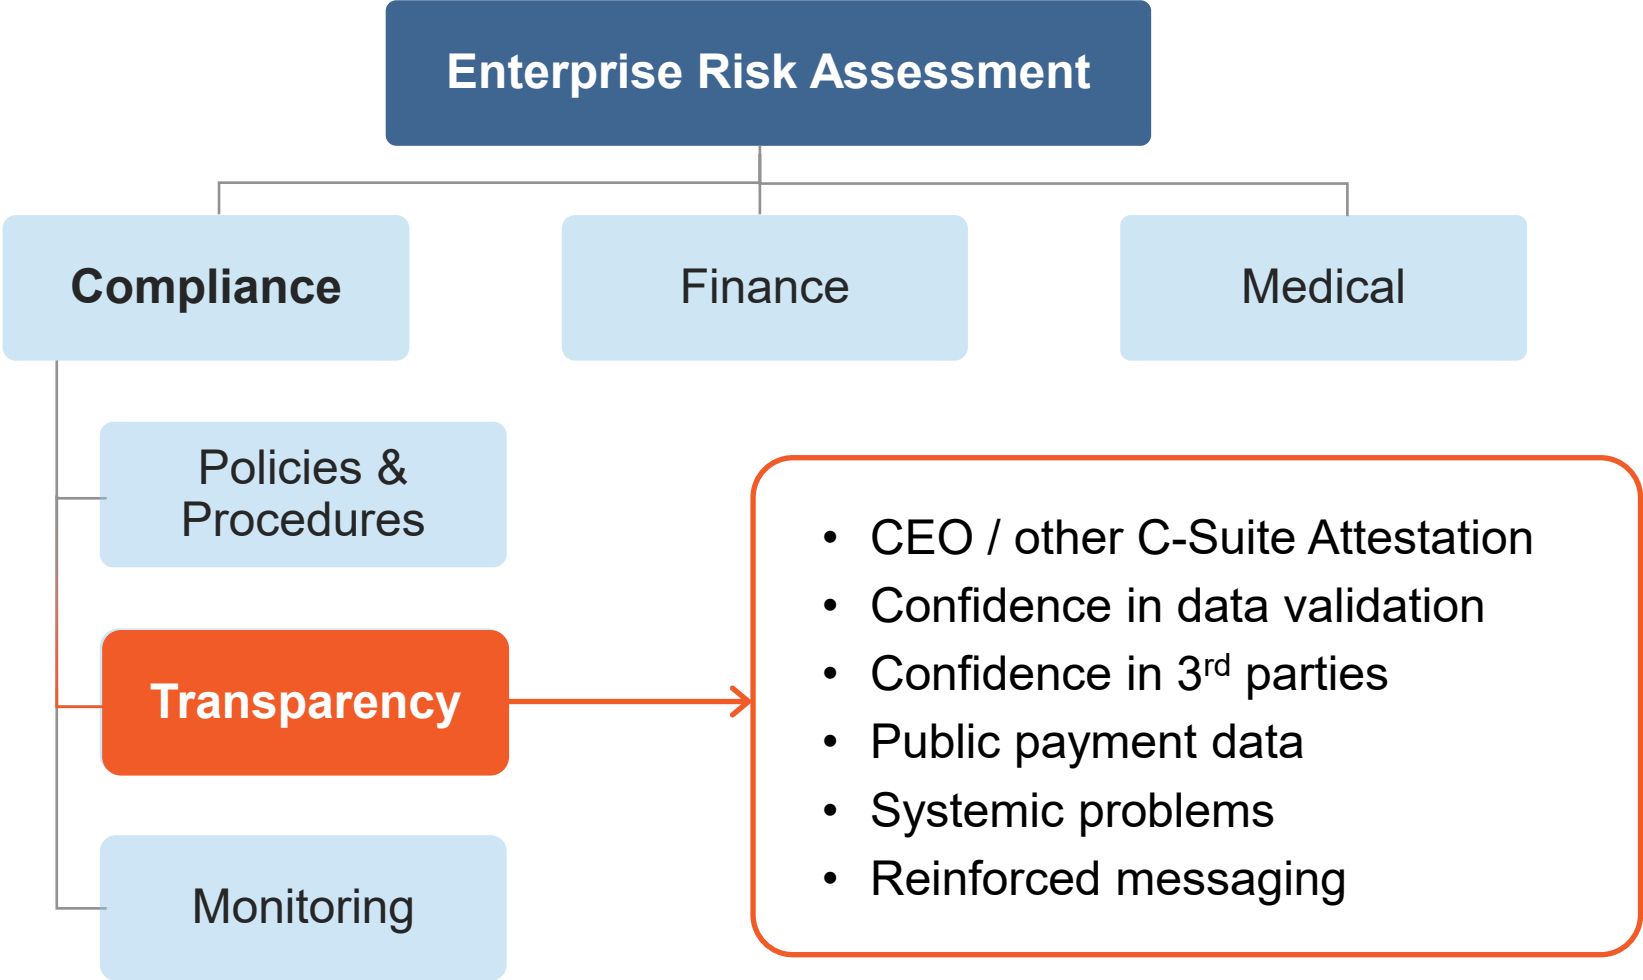 Enterprise Risk Assessment
Compliance
Finance
Medical
Policies &
Procedures
Transparency
Monitoring
• CEO / other C-Suite Attestation
• Confidence in data validation
• Confidence in 3rd parties
• Public payment data
• Systemic problems
• Reinforced messaging